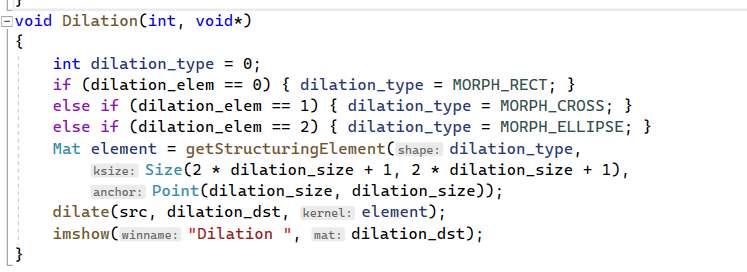 }
void Dilation(int, void*)
{
int dilation_type = 0;
if (dilation_elem == 0) { dilation_type = MORPH_RECT; }
else if (dilation_elem == 1) { dilation_type = MORPH_CROSS; }
else if (dilation_elem == 2) { dilation_type = MORPH_ELLIPSE; }
Mat element = getStructuringElement(shape: dilation_type,
ksize: Size(2 * dilation_size + 1, 2 * dilation_size + 1),
anchor: Point(dilation_size, dilation_size));
dilate(src, dilation_dst, kernel: element);
imshow(winname: "Dilation ", mat: dilation_dst);
}